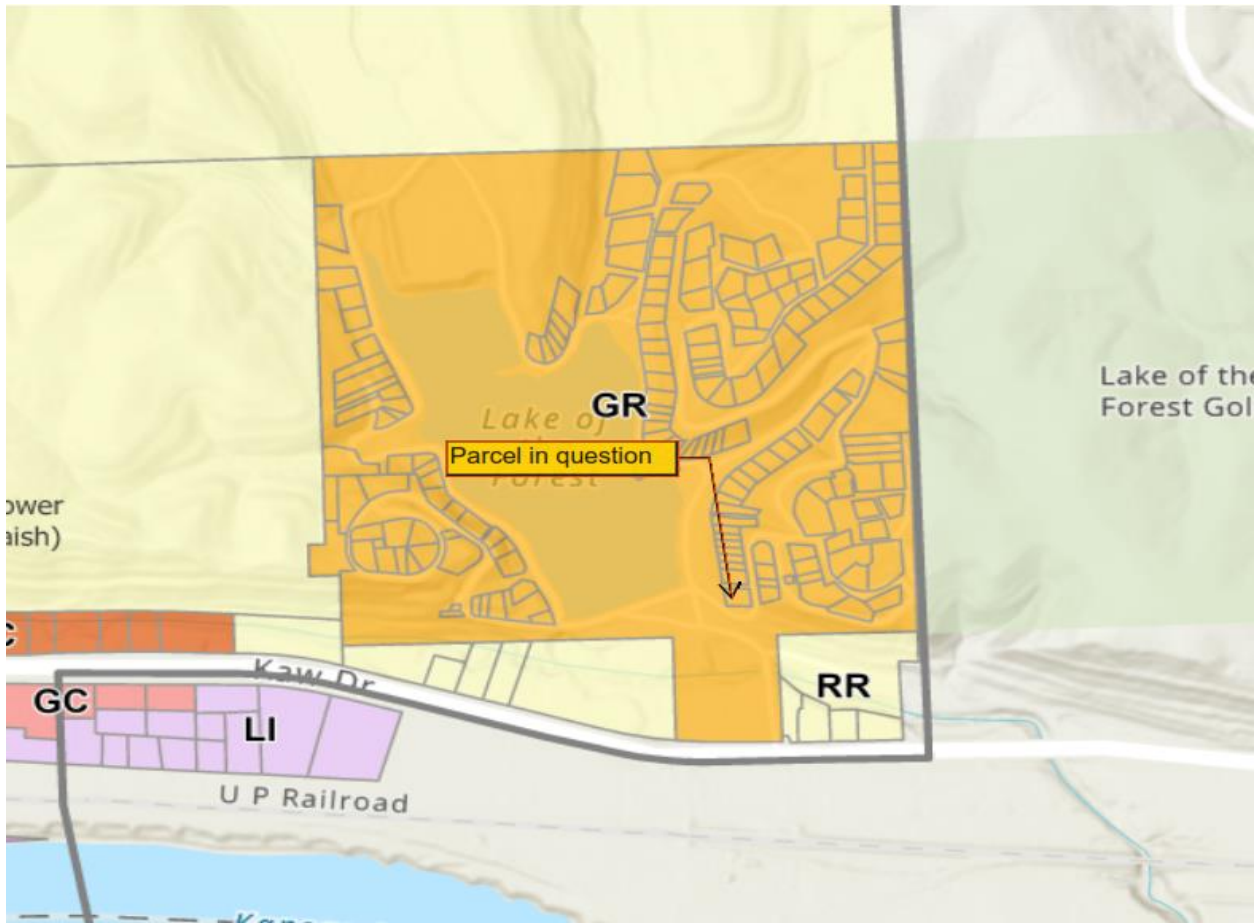 Lake of the
Forest Gol
GR
Lake of
Parcel in question
Forest
ower
aish)
C
Kaw Dr
RR
GC
LI
U P Railroad